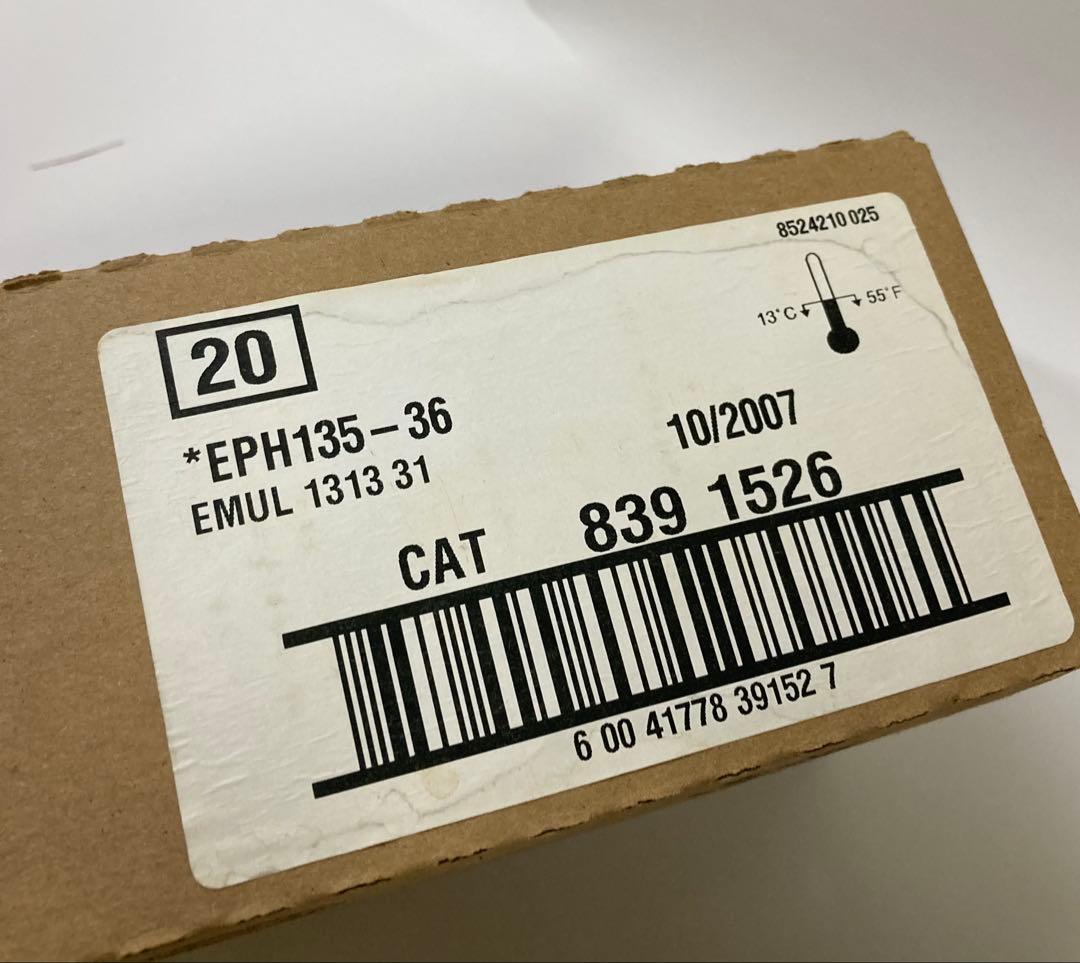 8524210 025
13°C 55°F
20
*EPH135-36
EMUL 1313 31
10/2007
CAT 839 1526
6 00 41778 39152 7